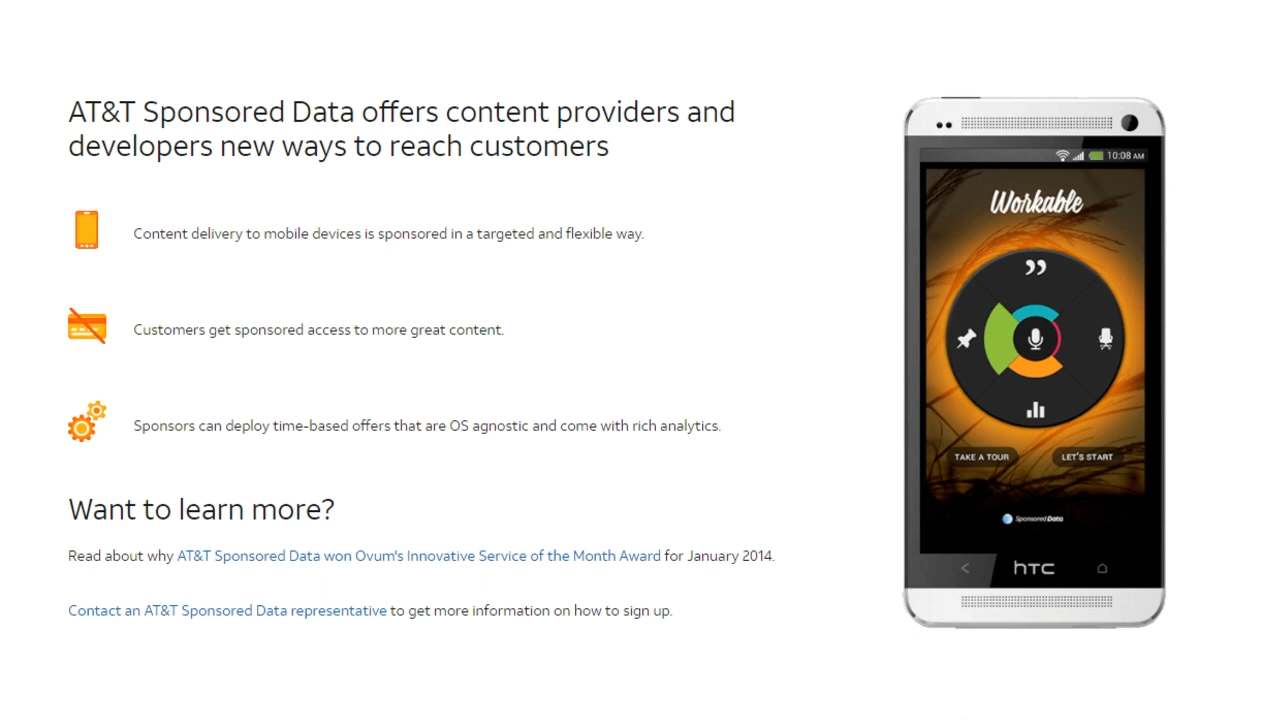 AT&T Sponsored Data offers content providers and
developers new ways to reach customers
Content delivery to mobile devices is sponsored in a targeted and flexible way.
Customers get sponsored access to more great content.
Sponsors can deploy time-based offers that are OS agnostic and come with rich analytics.
Want to learn more?
Read about why AT&T Sponsored Data won Ovum's Innovative Service of the Month Award for January 2014.
Contact an AT&T Sponsored Data representative to get more information on how to sign up.
10:08 AM
Workable
TAKE A TOUR LET'S START
Sponsored Data
hTC